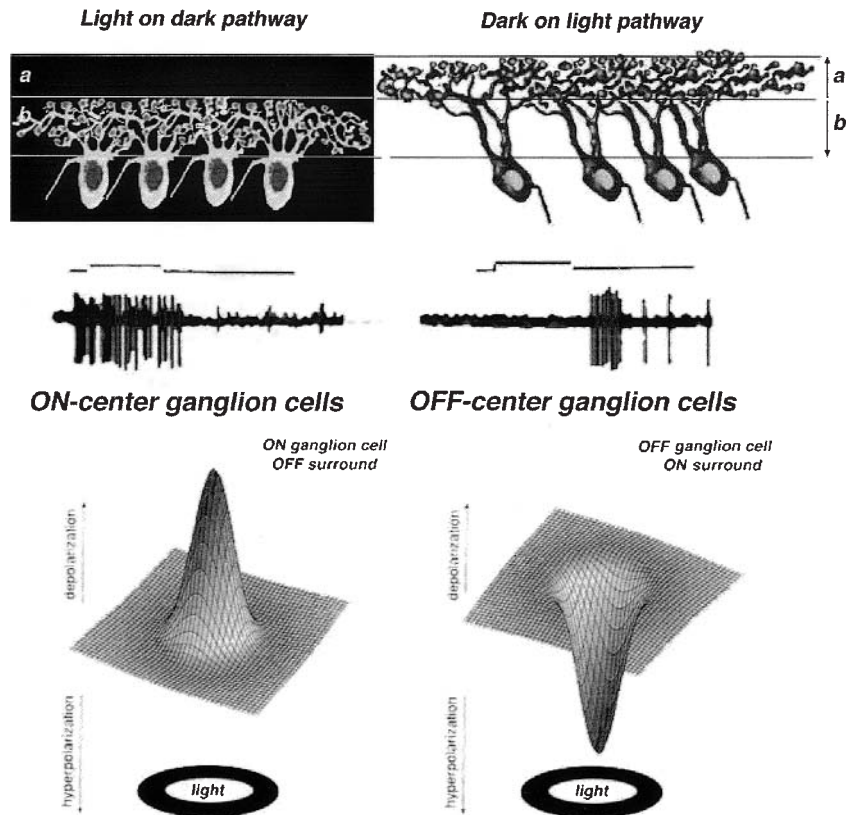 Light on dark pathway
Dark on light pathway
a
b
a
b
ON-center ganglion cells
OFF-center ganglion cells
ON ganglion cell
OFF surround
OFF ganglion cell
ON surround
depolarization
hyperpolarization
depolarization
hyperpolarization
light
light